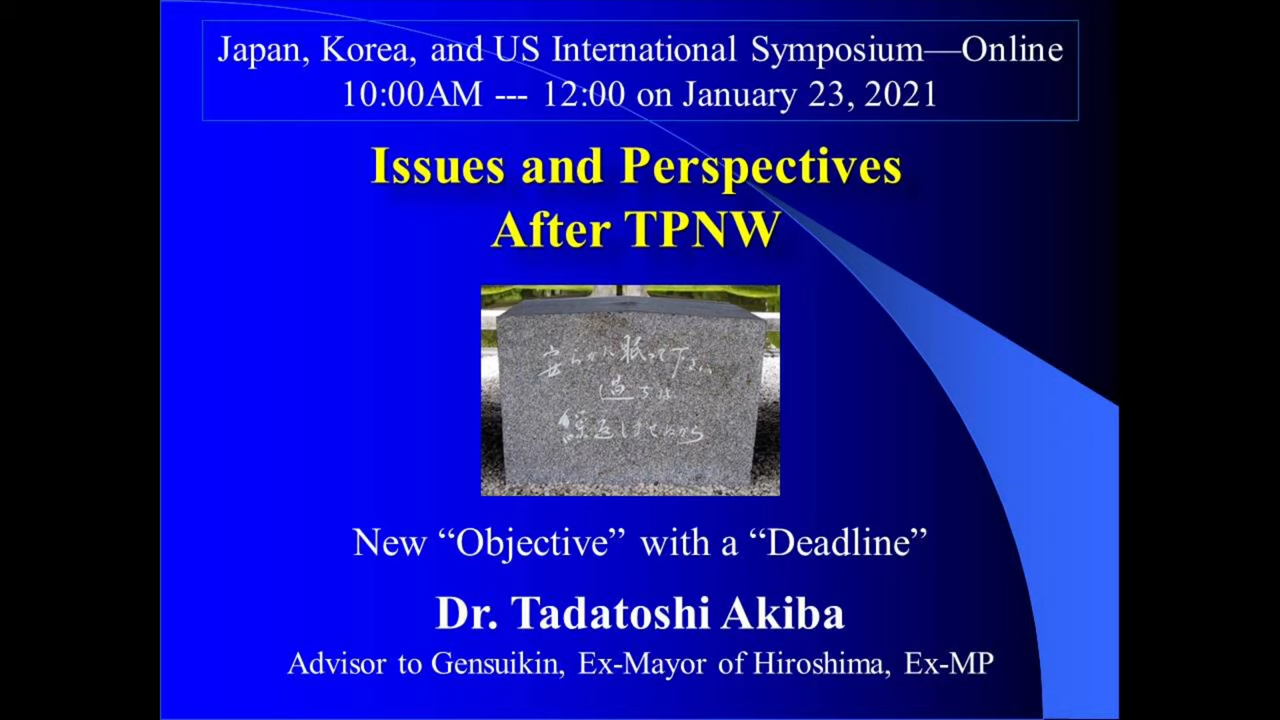 Japan, Korea, and US International Symposium—Online
10:00AM --- 12:00 on January 23, 2021
Issues and Perspectives
After TPNW
安らかに眠って下さい
過ちは
繰返しませぬから
New “Objective” with a “Deadline”
Dr. Tadatoshi Akiba
Advisor to Gensuikin, Ex-Mayor of Hiroshima, Ex-MP